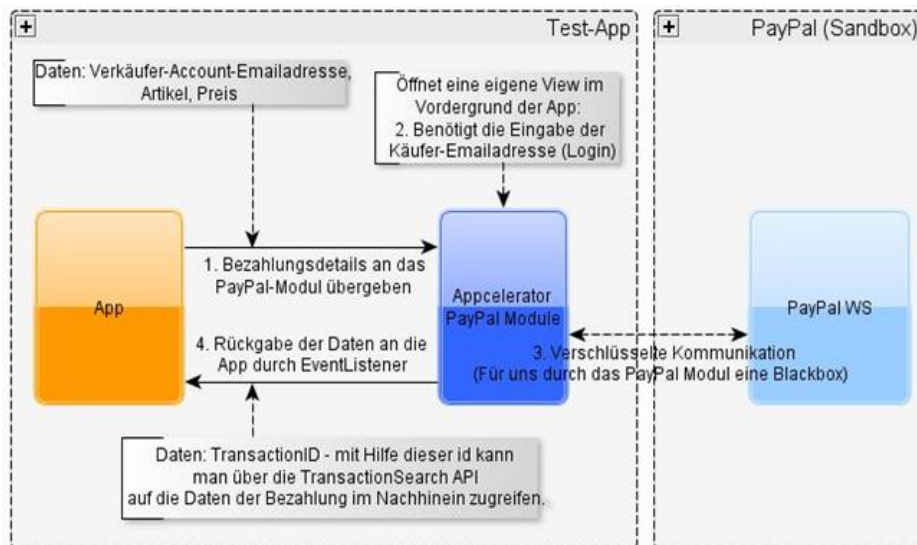 Test-App
PayPal (Sandbox)
Daten: Verkäufer-Account-Emailadresse,
Artikel, Preis
Öffnet eine eigene View im
Vordergrund der App:
2. Benötigt die Eingabe der
Käufer-Emailadresse (Login)
App
1. Bezahlungsdetails an das
PayPal-Modul übergeben
Appcelerator
PayPal Module
PayPal WS
4. Rückgabe der Daten an die
App durch EventListener
3. Verschlüsselte Kommunikation
(Für uns durch das PayPal Modul eine Blackbox)
Daten: TransactionID - mit Hilfe dieser id kann
man über die TransactionSearch API
auf die Daten der Bezahlung im Nachhinein zugreifen.